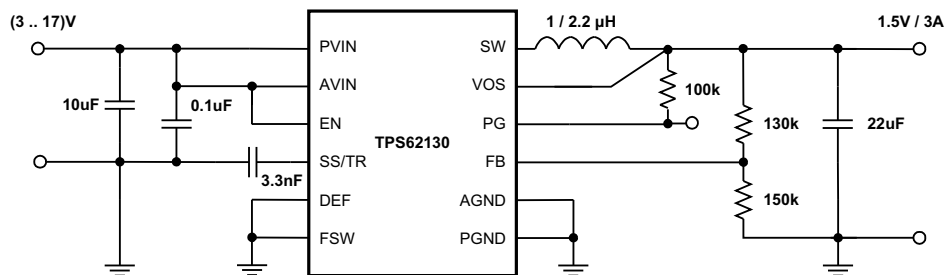 (3 .. 17)V
1 / 2.2 µH
1.5V / 3A
PVIN
SW
AVIN
VOS
10uF
0.1uF
100k
EN
PG
TPS62130
130k
22uF
SS/TR
FB
3.3nF
DEF
AGND
150k
FSW
PGND